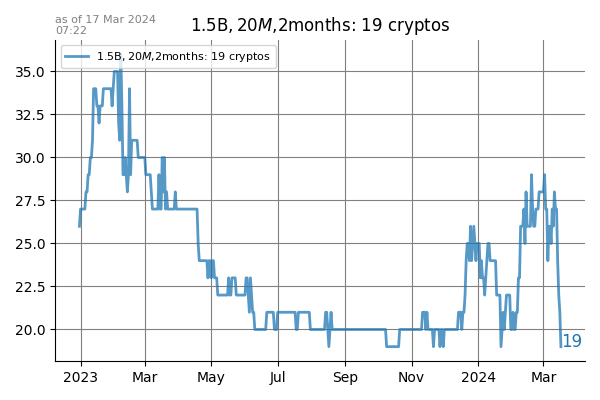 as of 17 Mar 2024
07:22
1.5B, 20M,2months: 19 cryptos
1.5B, 20M,2months: 19 cryptos
35.0
32.5
30.0
27.5
25.0
22.5
20.0
19
2023
Mar
May
Jul
Sep
Nov
2024
Mar